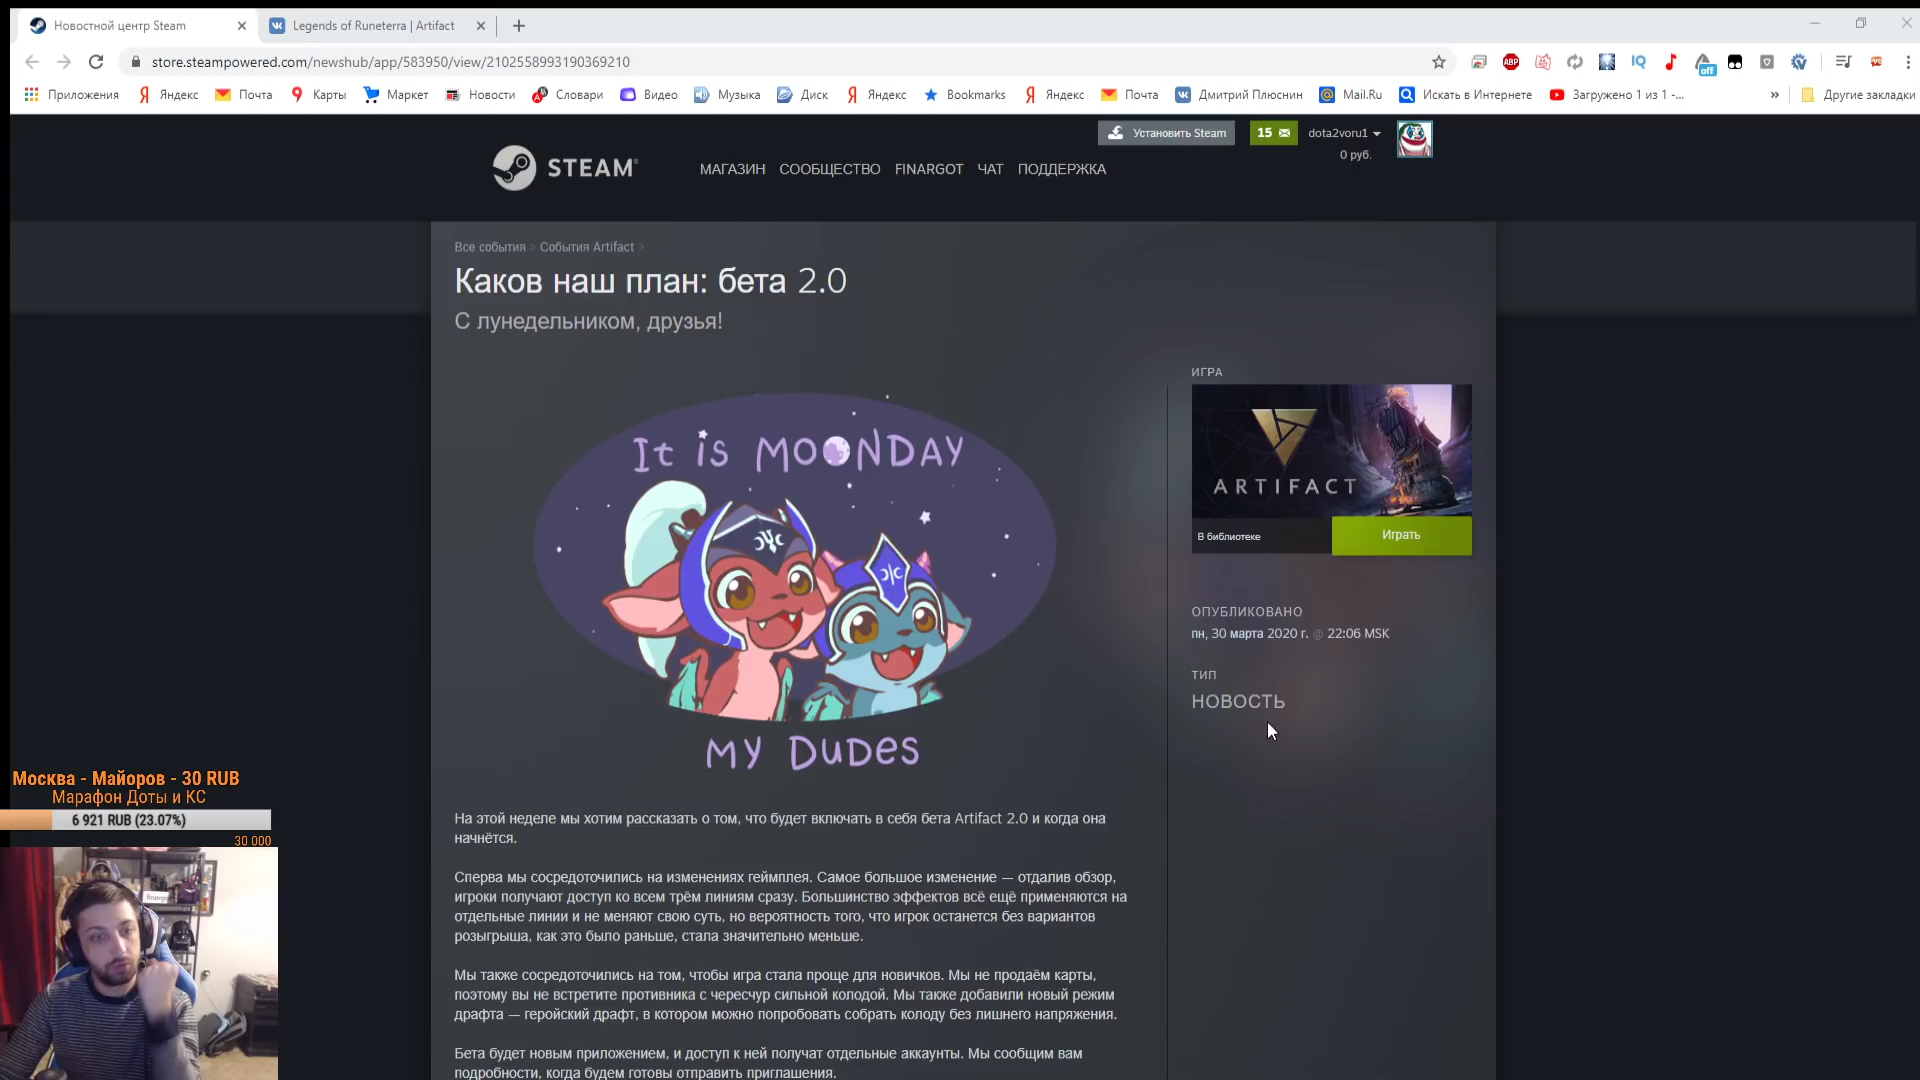 Новостной центр Steam
Legends of Runeterra | Artifact
store.steampowered.com/newshub/app/583950/view/2102558993190369210
ABP
IQ
off
Приложения
Яндекс
Почта
Карты
Маркет
Новости
Словари
Видео
Музыка
Диск
Яндекс
Bookmarks
Яндекс
Почта
Дмитрий Плюснин
Mail.Ru
Искать в Интернете
Загружено 1 из 1 -...
»
Другие закладки
Установить Steam
15
dota2voru1
0 руб.
STEAM
МАГАЗИН
СООБЩЕСТВО
FINARGOT
ЧАТ
ПОДДЕРЖКА
Все события > События Artifact >
Каков наш план: бета 2.0
С лунедельником, друзья!
It is MOONDAY
MY DUDES
ИГРА
ARTIFACT
В библиотеке
Играть
ОПУБЛИКОВАНО
пн, 30 марта 2020 г. @ 22:06 MSK
ТИП
НОВОСТЬ
На этой неделе мы хотим рассказать о том, что будет включать в себя бета Artifact 2.0 и когда она
начнётся.
Сперва мы сосредоточились на изменениях геймплея. Самое большое изменение — отдалив обзор,
игроки получают доступ ко всем трём линиям сразу. Большинство эффектов всё ещё применяются на
отдельные линии и не меняют свою суть, но вероятность того, что игрок останется без вариантов
розыгрыша, как это было раньше, стала значительно меньше.
Мы также сосредоточились на том, чтобы игра стала проще для новичков. Мы не продаём карты,
поэтому вы не встретите противника с чересчур сильной колодой. Мы также добавили новый режим
драфта — геройский драфт, в котором можно попробовать собрать колоду без лишнего напряжения.
Бета будет новым приложением, и доступ к ней получат отдельные аккаунты. Мы сообщим вам
подробности, когда будем готовы отправить приглашения.
Москва - Майоров - 30 RUB
Марафон Доты и КС
6 921 RUB (23.07%)
30 000